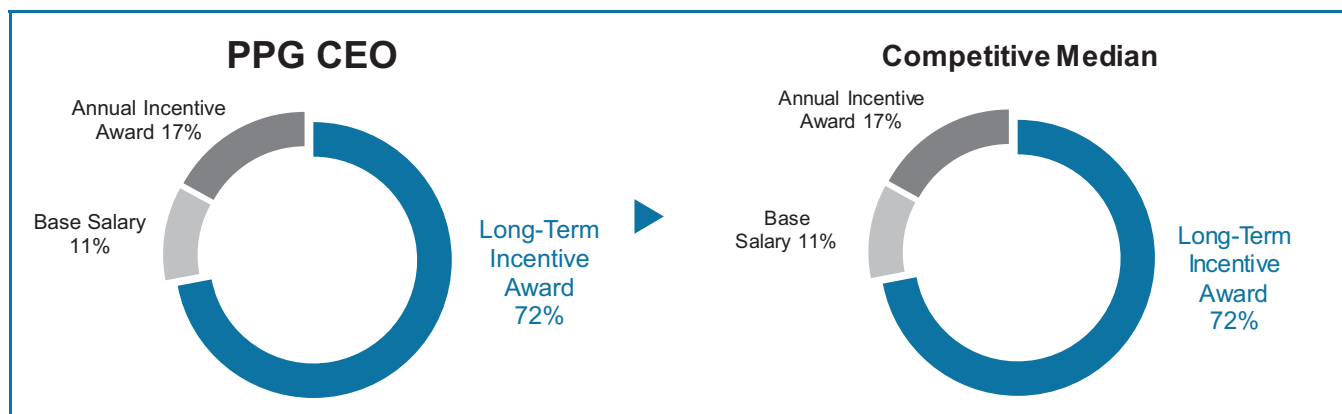 PPG CEO
Annual Incentive
Award 17%
Base Salary
11%
Long-Term
Incentive
Award
72%
Competitive Median
Annual Incentive
Award 17%
Base
Salary 11%
Long-Term
Incentive
Award
72%